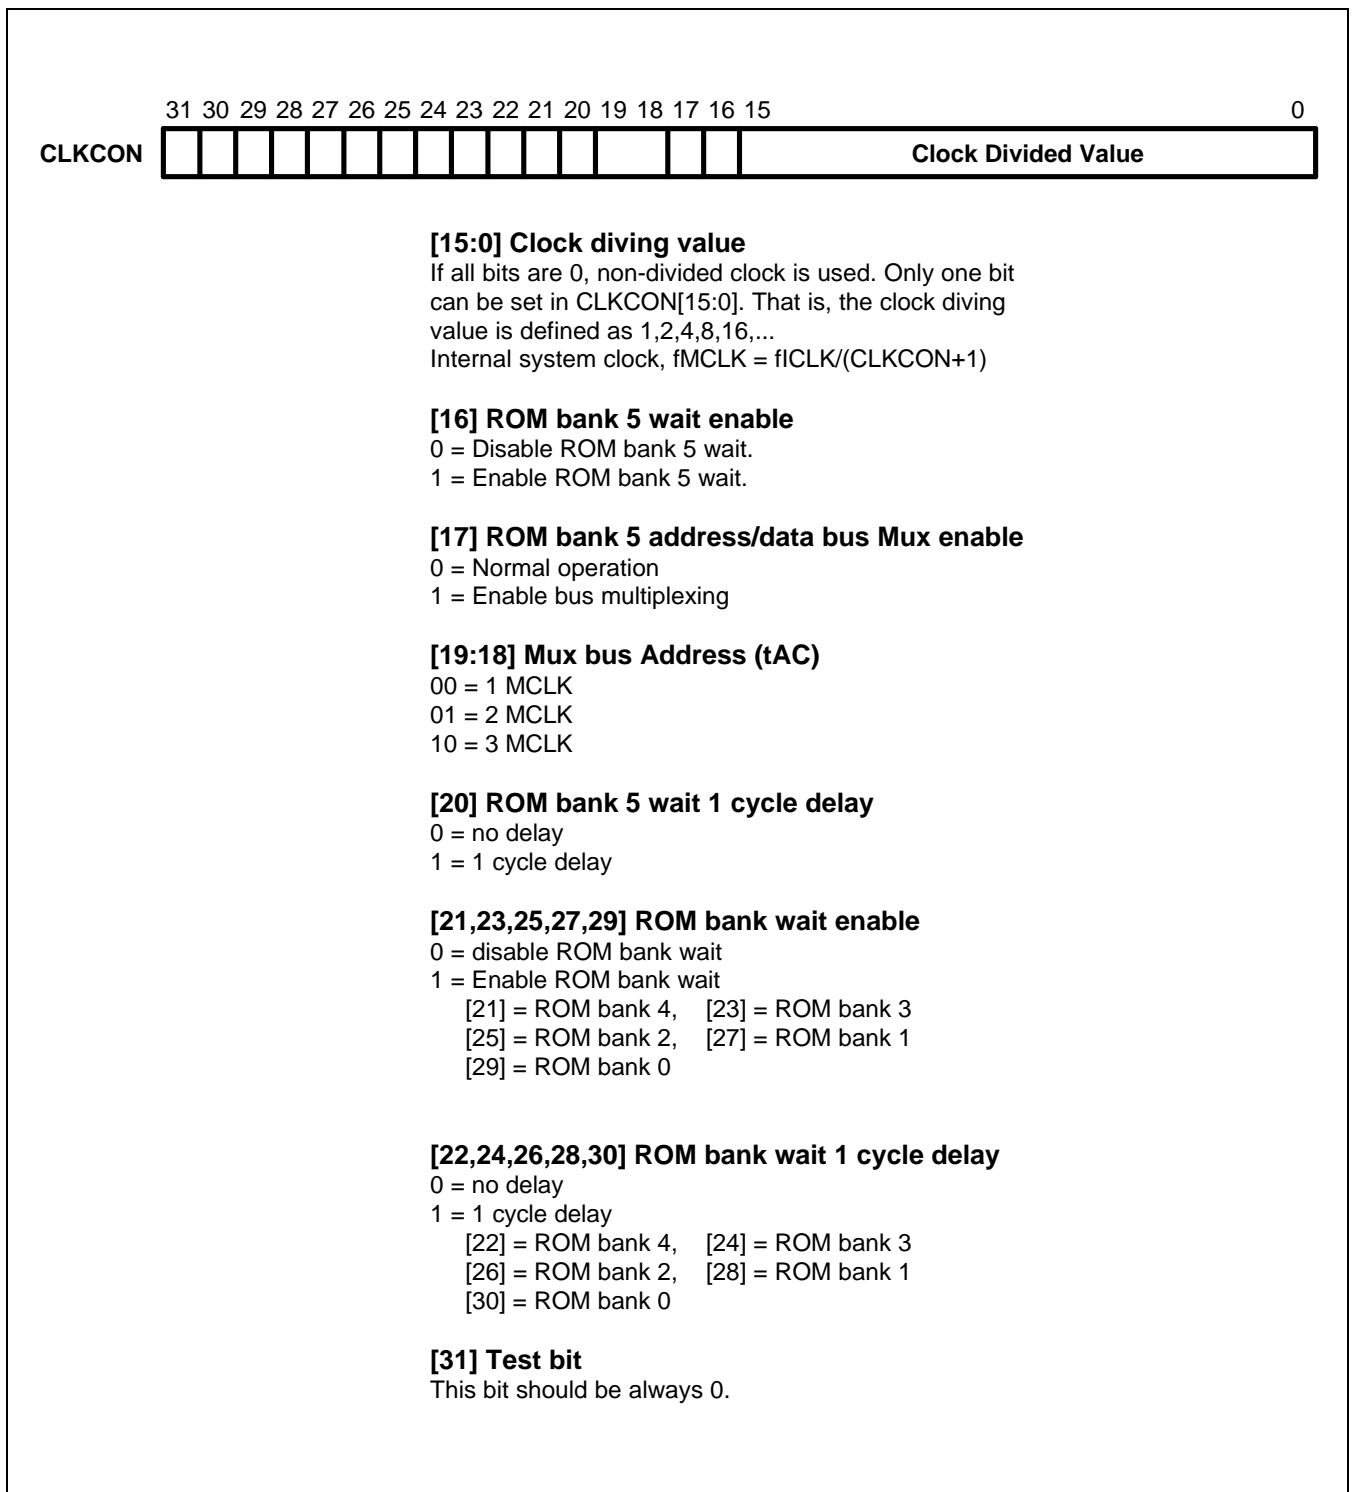 31 30 29 28 27 26 25 24 23 22 21 20 19 18 17 16 15 0
CLKCON Clock Divided Value
[15:0] Clock diving value
If all bits are 0, non-divided clock is used. Only one bit
can be set in CLKCON[15:0]. That is, the clock diving
value is defined as 1,2,4,8,16,...
Internal system clock, fMCLK = fICLK/(CLKCON+1)
[16] ROM bank 5 wait enable
0 = Disable ROM bank 5 wait.
1 = Enable ROM bank 5 wait.
[17] ROM bank 5 address/data bus Mux enable
0 = Normal operation
1 = Enable bus multiplexing
[19:18] Mux bus Address (tAC)
00 = 1 MCLK
01 = 2 MCLK
10 = 3 MCLK
[20] ROM bank 5 wait 1 cycle delay
0 = no delay
1 = 1 cycle delay
[21,23,25,27,29] ROM bank wait enable
0 = disable ROM bank wait
1 = Enable ROM bank wait
[21] = ROM bank 4, [23] = ROM bank 3
[25] = ROM bank 2, [27] = ROM bank 1
[29] = ROM bank 0
[22,24,26,28,30] ROM bank wait 1 cycle delay
0 = no delay
1 = 1 cycle delay
[22] = ROM bank 4, [24] = ROM bank 3
[26] = ROM bank 2, [28] = ROM bank 1
[30] = ROM bank 0
[31] Test bit
This bit should be always 0.